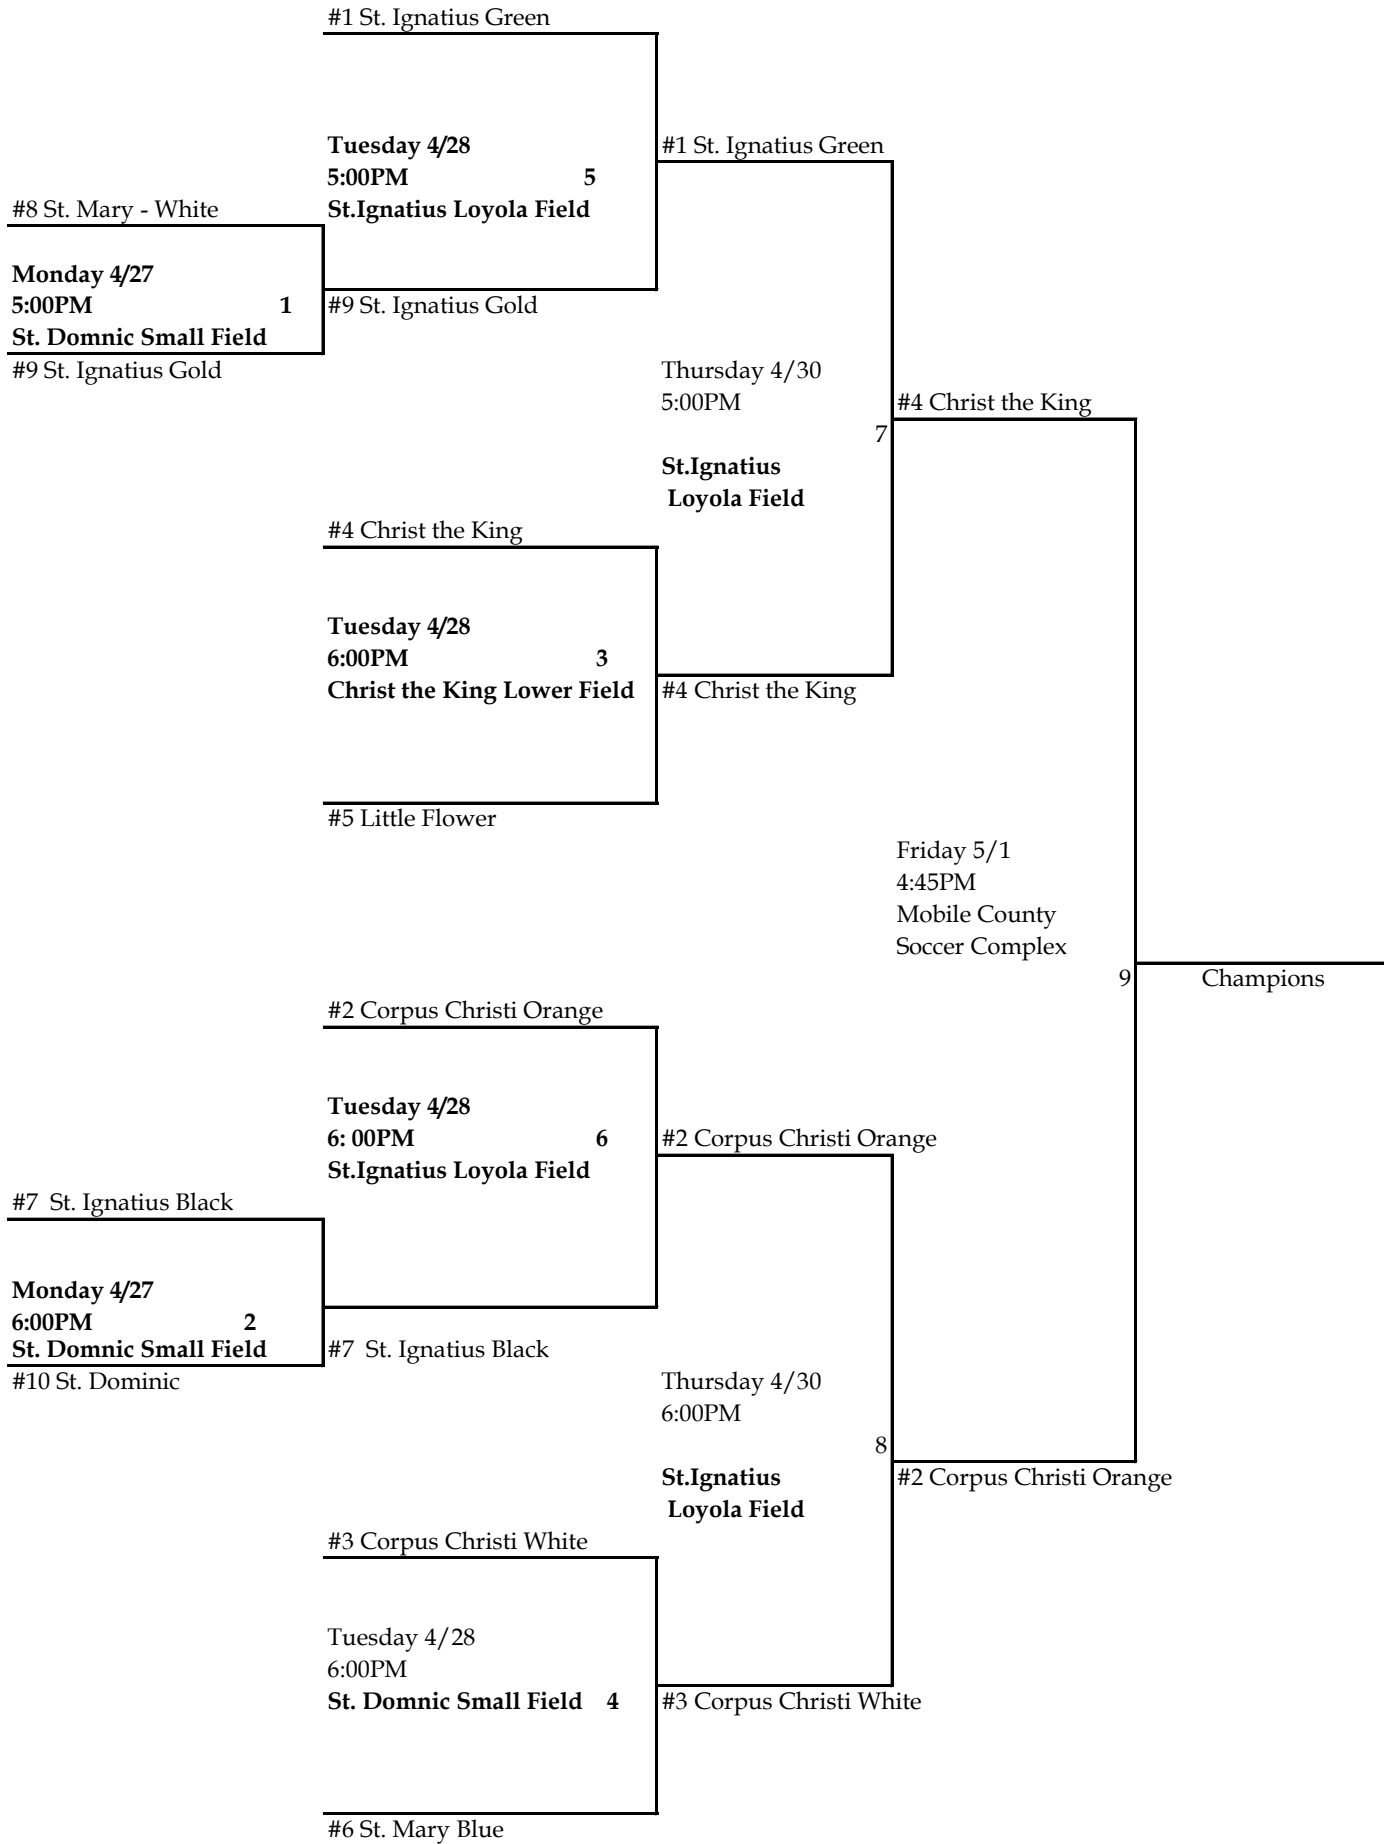 #1 St. Ignatius Green
Tuesday 4/28
5:00PM 5
St.Ignatius Loyola Field
#1 St. Ignatius Green
#8 St. Mary - White
Monday 4/27
5:00PM 1
St. Domnic Small Field
#9 St. Ignatius Gold
#9 St. Ignatius Gold
Thursday 4/30
5:00PM
7
St.Ignatius
Loyola Field
#4 Christ the King
#4 Christ the King
Tuesday 4/28
6:00PM 3
Christ the King Lower Field
#4 Christ the King
#5 Little Flower
Friday 5/1
4:45PM
Mobile County
Soccer Complex
9
Champions
#2 Corpus Christi Orange
Tuesday 4/28
6: 00PM 6
St.Ignatius Loyola Field
#2 Corpus Christi Orange
#7  St. Ignatius Black
Monday 4/27
6:00PM 2
St. Domnic Small Field
#10 St. Dominic
#7  St. Ignatius Black
Thursday 4/30
6:00PM
8
St.Ignatius
Loyola Field
#2 Corpus Christi Orange
#3 Corpus Christi White
Tuesday 4/28
6:00PM
St. Domnic Small Field 4
#3 Corpus Christi White
#6 St. Mary Blue